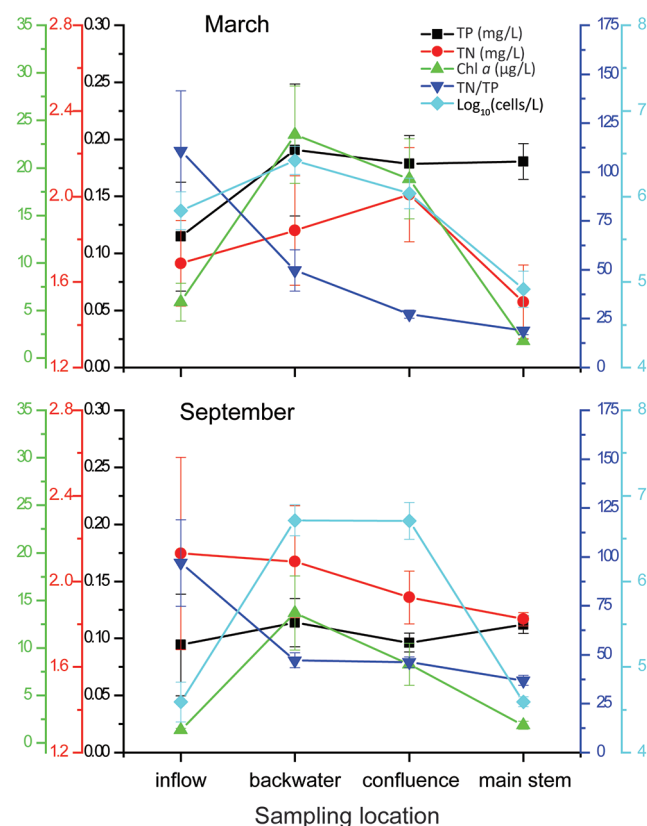 March
TP (mg/L)
TN (mg/L)
Chl a (µg/L)
TN/TP
Log₁₀(cells/L)
35 2.8 0.30 175 8
30 0.25 150
25 2.4 125 7
20 0.20
15 2.0 0.15 100 6
10 0.10 75
5 1.6 0.05 50 5
0 1.2 0.00 25 4
0
September
35 2.8 0.30 175 8
30 0.25 150
25 2.4 125 7
20 0.20
15 2.0 0.15 100 6
10 0.10 75
5 1.6 0.05 50 5
0 1.2 0.00 25 4
0
inflow backwater confluence main stem
Sampling location